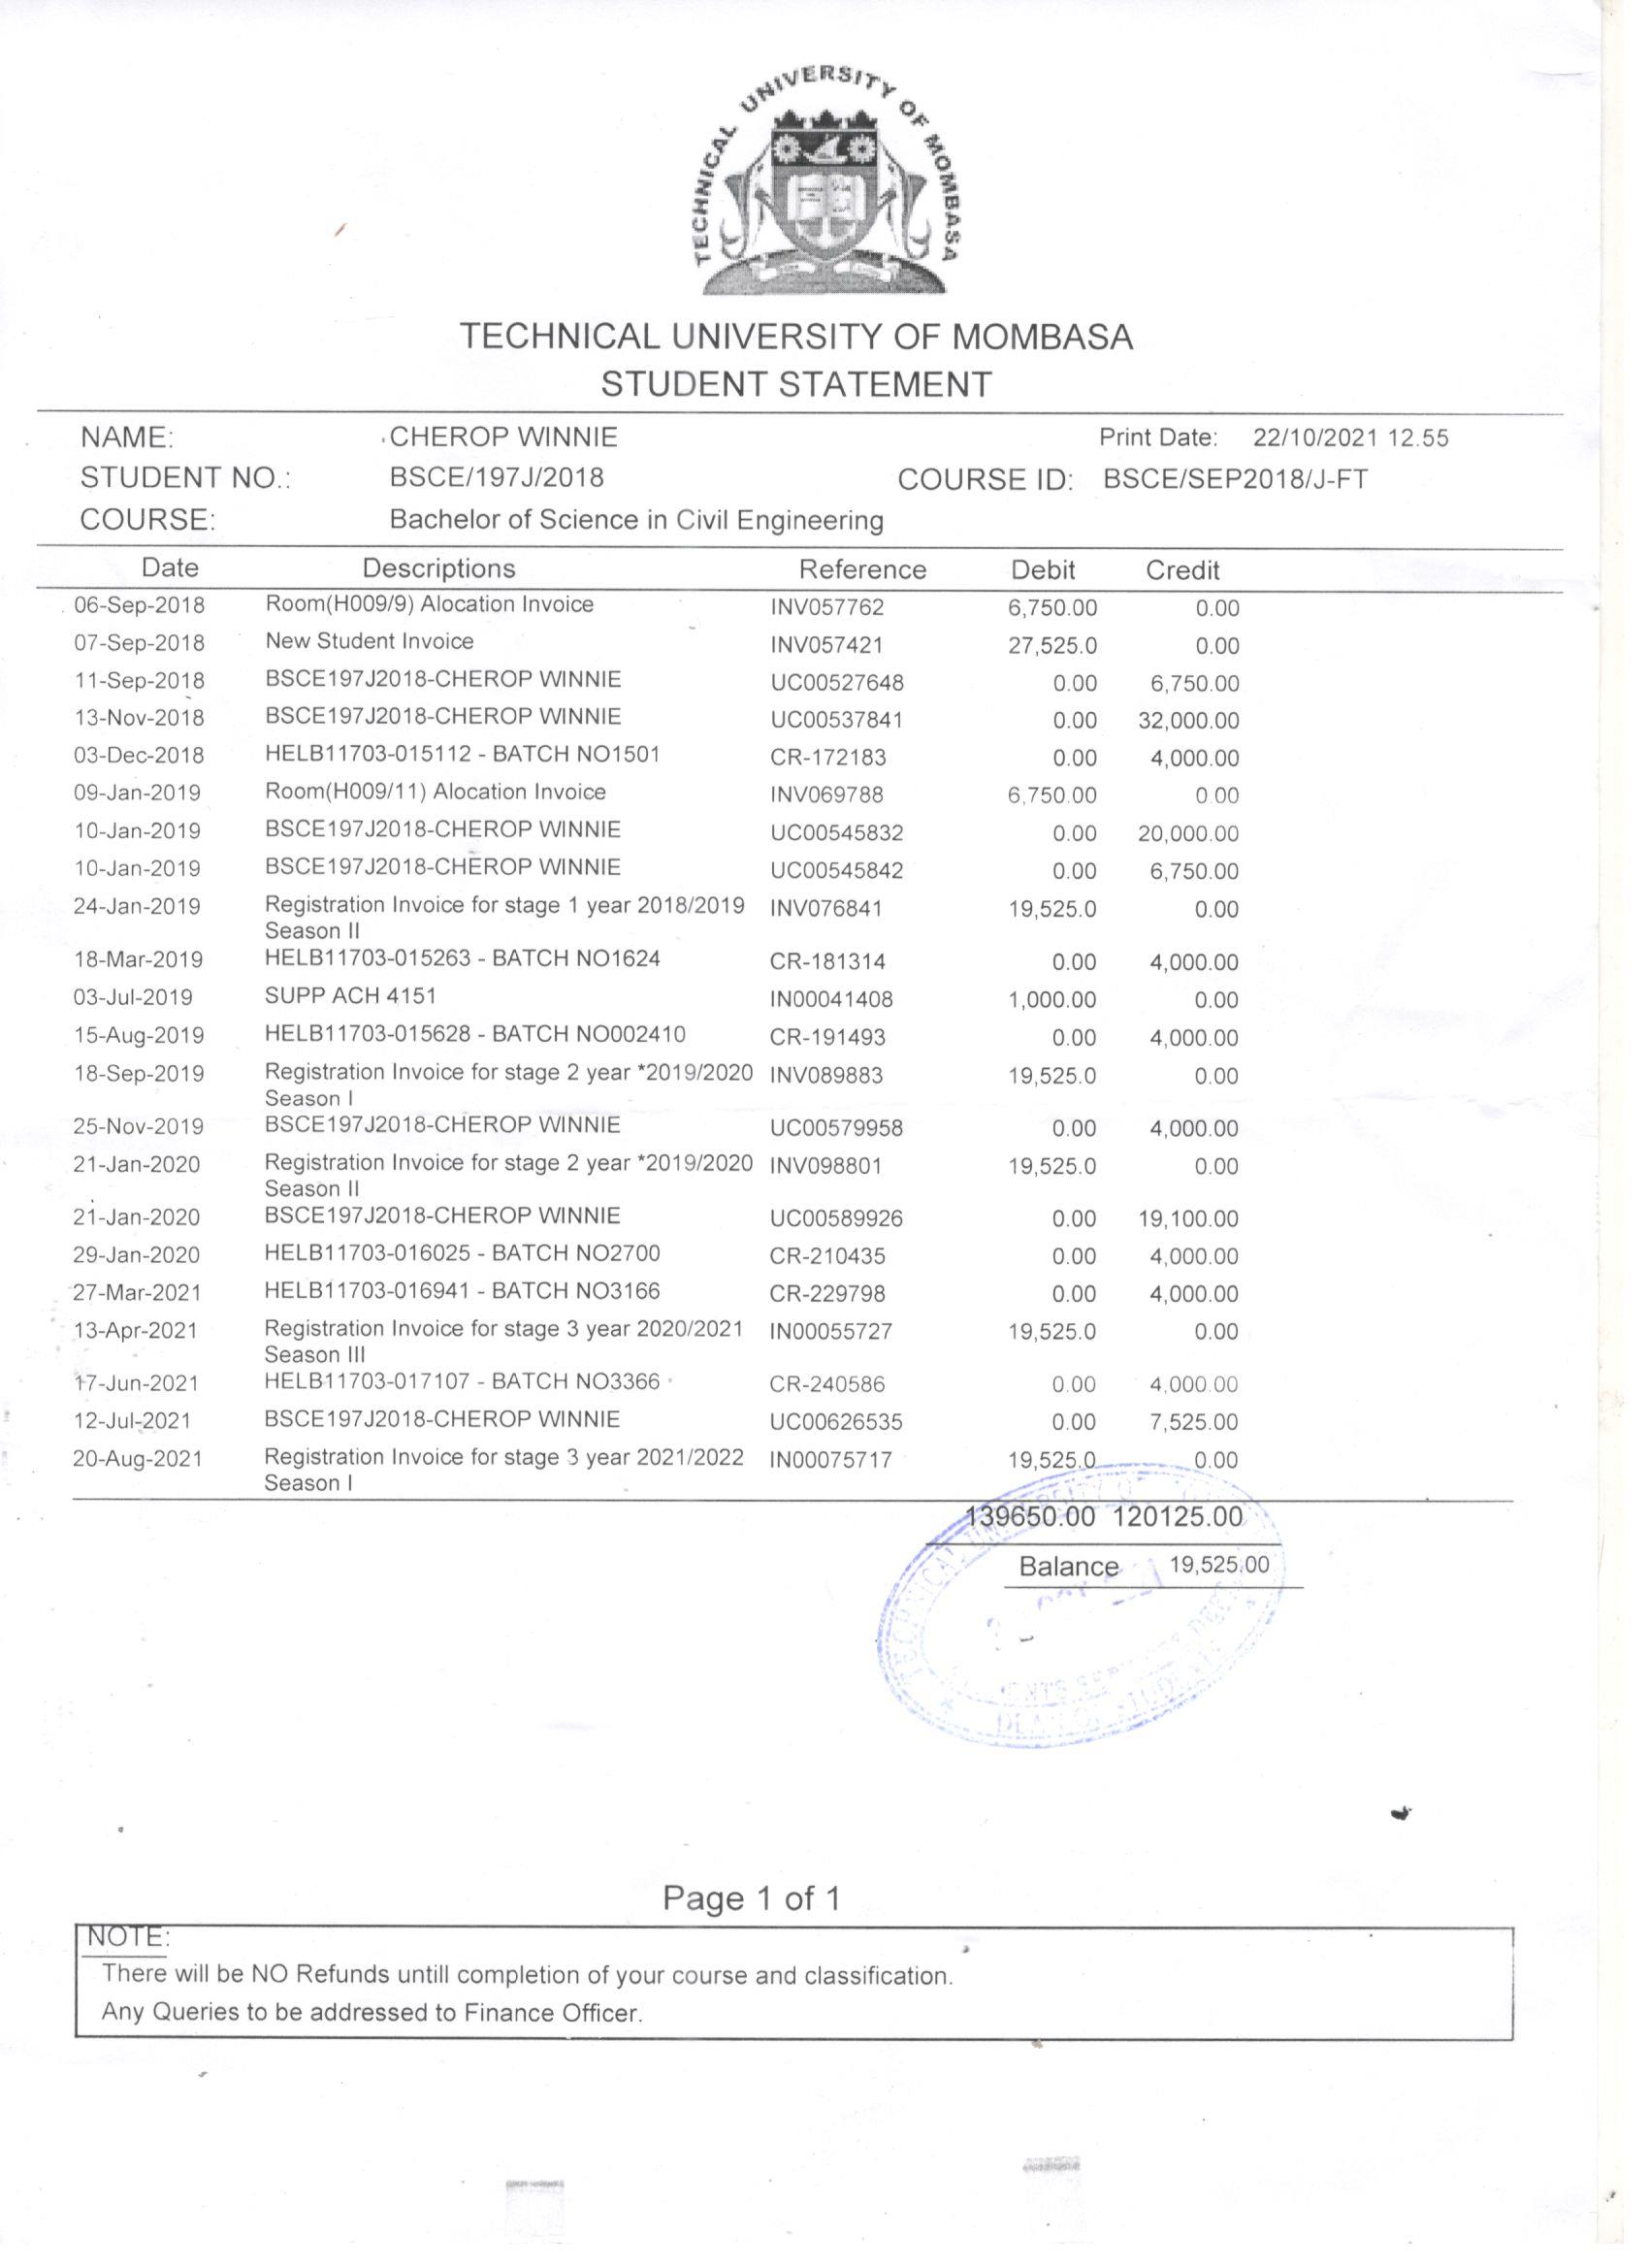 TECHNICAL UNIVERSITY OF MOMBASA
TECHNICAL UNIVERSITY OF MOMBASA
STUDENT STATEMENT
NAME: CHEROP WINNIE Print Date: 22/10/2021 12.55
STUDENT NO.: BSCE/197J/2018 COURSE ID: BSCE/SEP2018/J-FT
COURSE: Bachelor of Science in Civil Engineering
Date Descriptions Reference Debit Credit
06-Sep-2018 Room(H009/9) Alocation Invoice INV057762 6,750.00 0.00
07-Sep-2018 New Student Invoice INV057421 27,525.0 0.00
11-Sep-2018 BSCE197J2018-CHEROP WINNIE UC00527648 0.00 6,750.00
13-Nov-2018 BSCE197J2018-CHEROP WINNIE UC00537841 0.00 32,000.00
03-Dec-2018 HELB11703-015112 - BATCH NO1501 CR-172183 0.00 4,000.00
09-Jan-2019 Room(H009/11) Alocation Invoice INV069788 6,750.00 0.00
10-Jan-2019 BSCE197J2018-CHEROP WINNIE UC00545832 0.00 20,000.00
10-Jan-2019 BSCE197J2018-CHEROP WINNIE UC00545842 0.00 6,750.00
24-Jan-2019 Registration Invoice for stage 1 year 2018/2019 INV076841 19,525.0 0.00
Season II
18-Mar-2019 HELB11703-015263 - BATCH NO1624 CR-181314 0.00 4,000.00
03-Jul-2019 SUPP ACH 4151 IN00041408 1,000.00 0.00
15-Aug-2019 HELB11703-015628 - BATCH NO002410 CR-191493 0.00 4,000.00
18-Sep-2019 Registration Invoice for stage 2 year *2019/2020 INV089883 19,525.0 0.00
Season I
25-Nov-2019 BSCE197J2018-CHEROP WINNIE UC00579958 0.00 4,000.00
21-Jan-2020 Registration Invoice for stage 2 year *2019/2020 INV098801 19,525.0 0.00
Season II
21-Jan-2020 BSCE197J2018-CHEROP WINNIE UC00589926 0.00 19,100.00
29-Jan-2020 HELB11703-016025 - BATCH NO2700 CR-210435 0.00 4,000.00
27-Mar-2021 HELB11703-016941 - BATCH NO3166 CR-229798 0.00 4,000.00
13-Apr-2021 Registration Invoice for stage 3 year 2020/2021 IN00055727 19,525.0 0.00
Season III
17-Jun-2021 HELB11703-017107 - BATCH NO3366 CR-240586 0.00 4,000.00
12-Jul-2021 BSCE197J2018-CHEROP WINNIE UC00626535 0.00 7,525.00
20-Aug-2021 Registration Invoice for stage 3 year 2021/2022 IN00075717 19,525.0 0.00
Season I
139650.00 120125.00
Balance 19,525.00
TECHNICAL UNIVERSITY
OCT
DEAN OF STUDENTS
Page 1 of 1
NOTE:
There will be NO Refunds untill completion of your course and classification.
Any Queries to be addressed to Finance Officer.